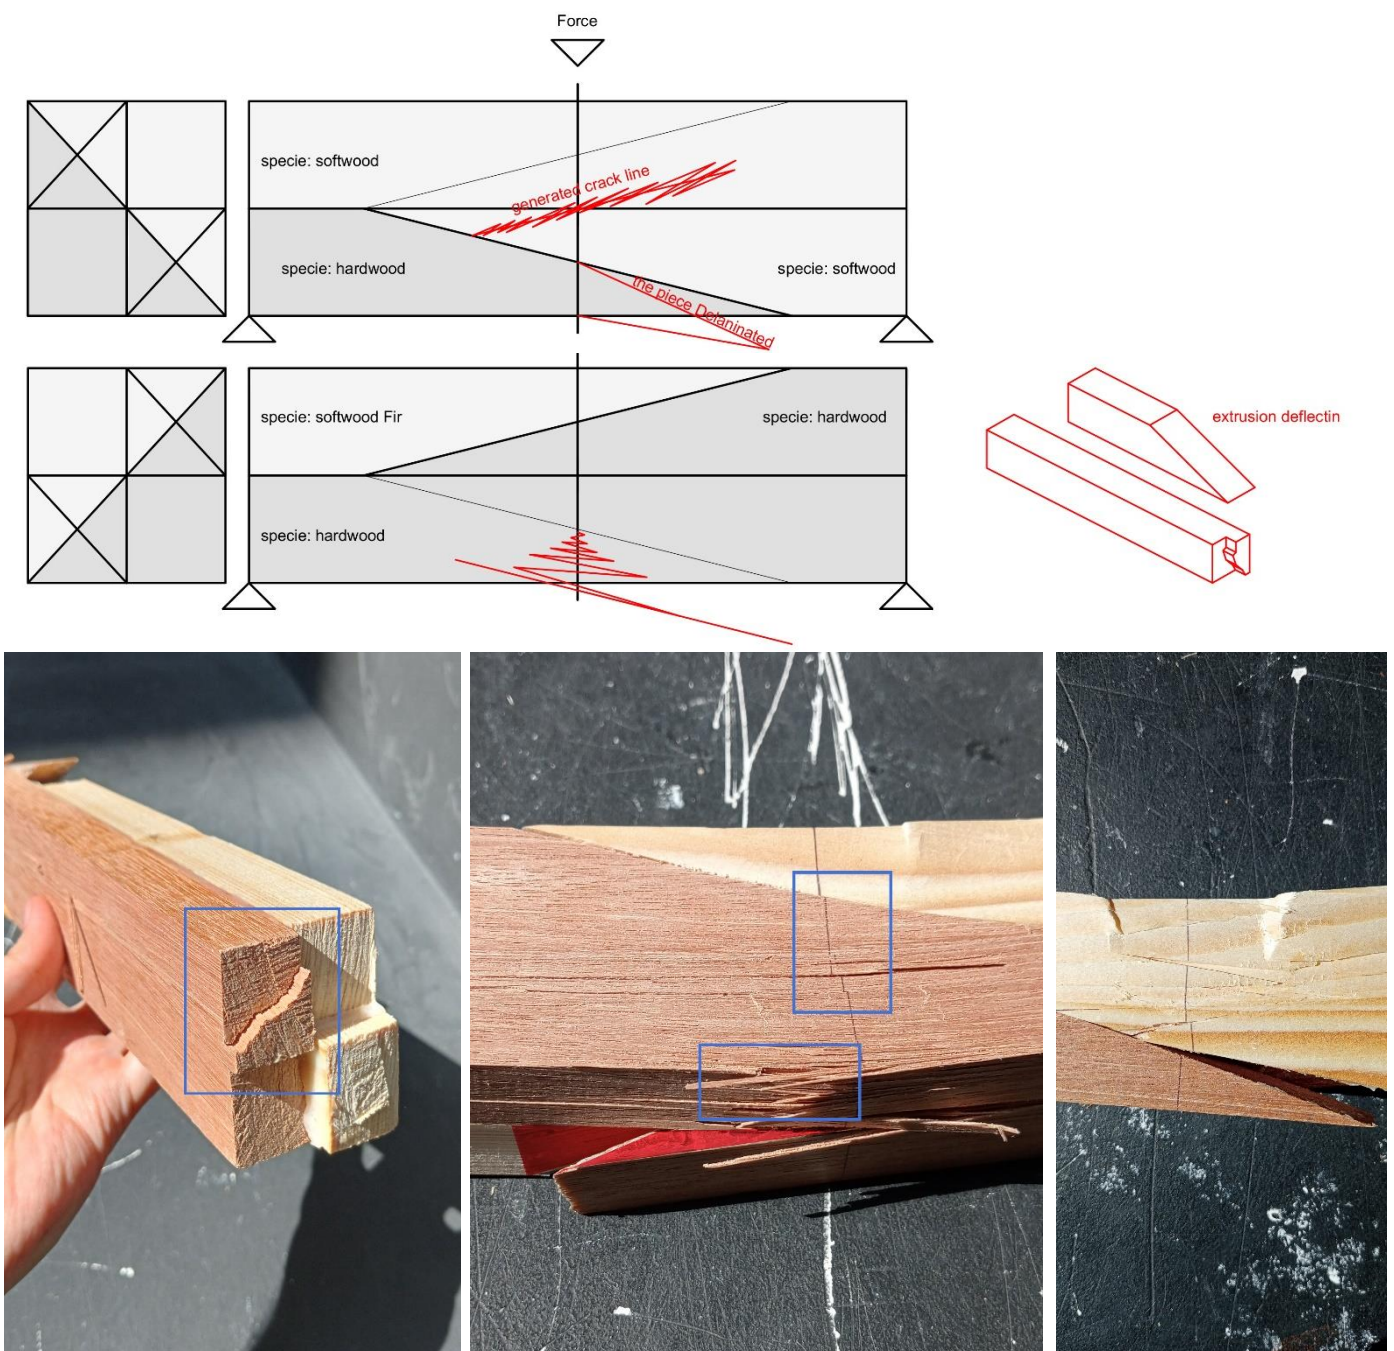 Force
specie: softwood
generated crack line
specie: hardwood
specie: softwood
the piece Delaninated
specie: softwood Fir
specie: hardwood
extrusion deflectin
specie: hardwood